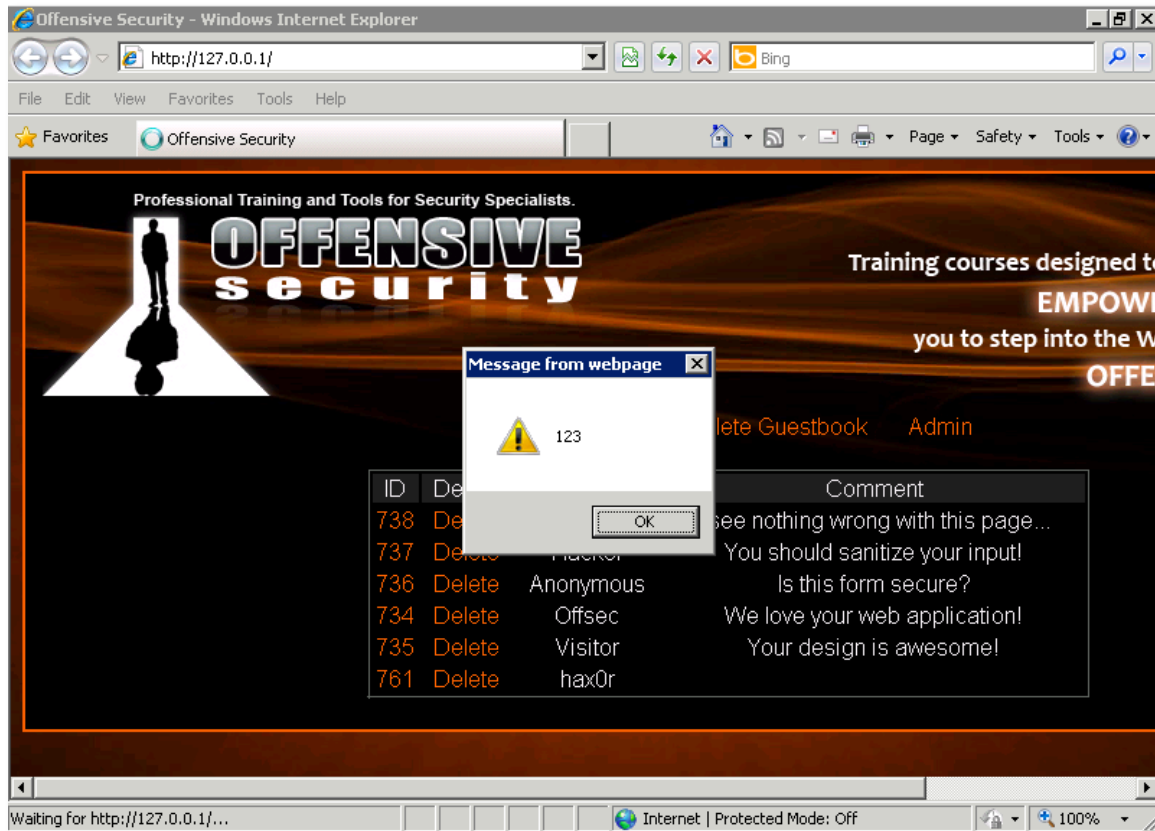 Offensive Security - Windows Internet Explorer
http://127.0.0.1/
Bing
File Edit View Favorites Tools Help
Favorites Offensive Security Page Safety Tools
Professional Training and Tools for Security Specialists.
OFFENSIVE
security
Training courses designed
EMPOW
you to step into the
OFFE
Message from webpage
123
OK
lete Guestbook Admin
ID De Comment
738 De see nothing wrong with this page...
737 Delete Hacker You should sanitize your input!
736 Delete Anonymous Is this form secure?
734 Delete Offsec We love your web application!
735 Delete Visitor Your design is awesome!
761 Delete hax0r
Waiting for http://127.0.0.1/... Internet | Protected Mode: Off 100%